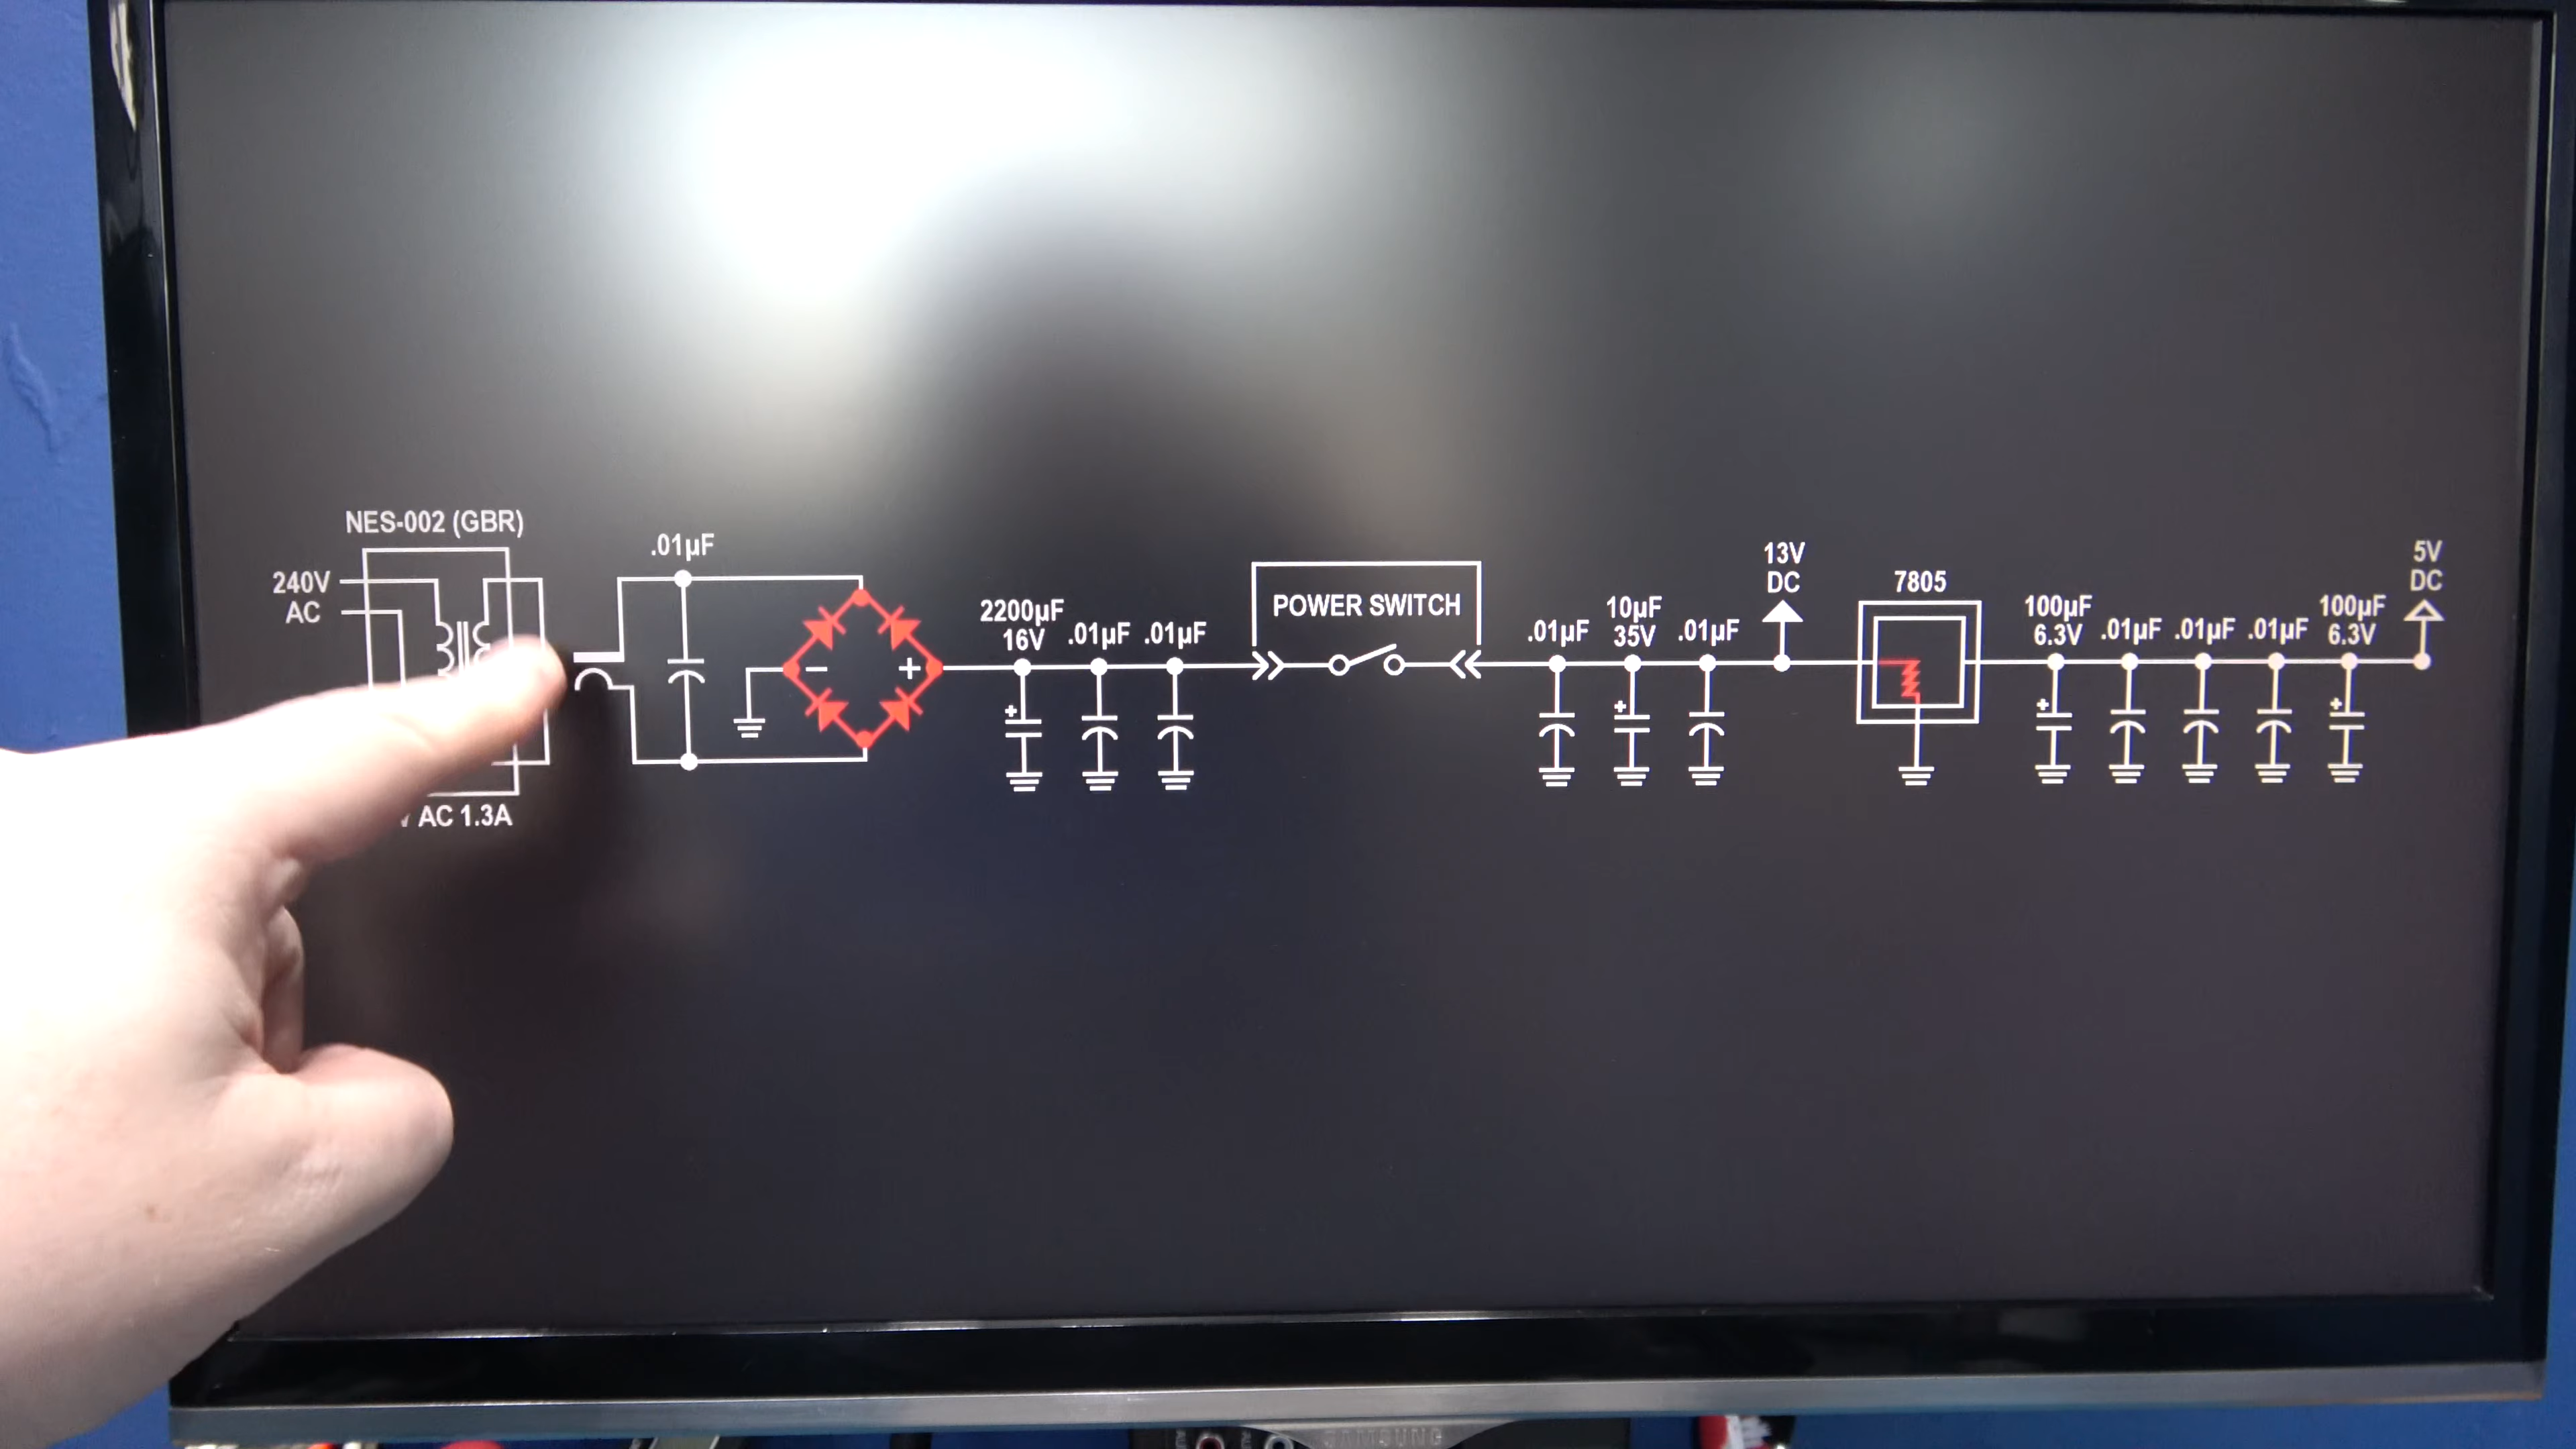 NES-002 (GBR)
240V
AC
AC 1.3A
.01µF
2200µF
16V
.01µF
.01µF
POWER SWITCH
.01µF
10µF
35V
.01µF
13V
DC
7805
100µF
6.3V
.01µF
.01µF
.01µF
100µF
6.3V
5V
DC
SAMSUNG